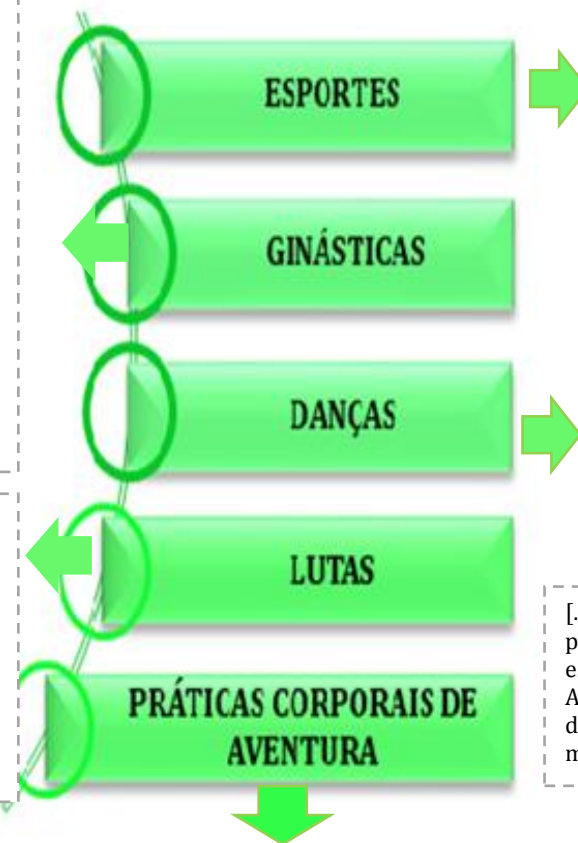 ESPORTES
GINÁSTICAS
DANÇAS
LUTAS
PRÁTICAS CORPORAIS DE
AVENTURA
[.
p
e
A
d
m